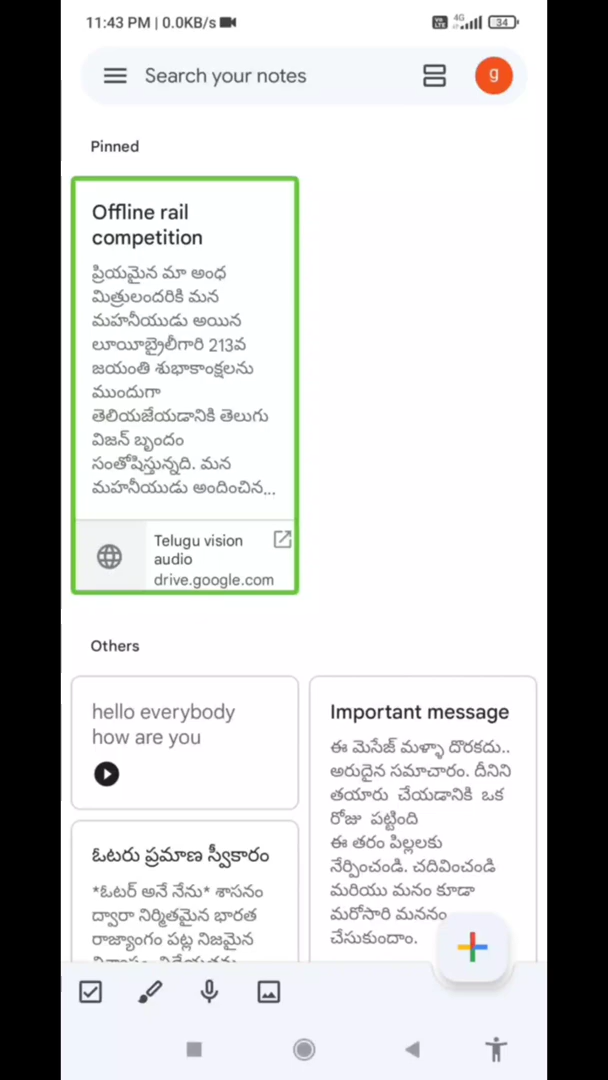 11:43 PM | 0.0KB/s
Vo LTE 4G 34
Search your notes
g
Pinned
Offline rail
competition
ప్రియమైన మా అంధ
మిత్రులందరికి మన
మహనీయుడు అయిన
లూయీబ్రైలీగారి 213వ
జయంతి శుభాకాంక్షలను
ముందుగా
తెలియజేయడానికి తెలుగు
విజన్ బృందం
సంతోషిస్తున్నది. మన
మహనీయుడు అందించిన...
Telugu vision
audio
drive.google.com
Others
hello everybody
how are you
ఓటరు ప్రమాణ స్వీకారం
*ఓటర్ అనే నేను* శాసనం
ద్వారా నిర్మితమైన భారత
రాజ్యాంగం పట్ల నిజమైన
Important message
ఈ మెసేజ్ మళ్ళా దొరకదు..
అరుదైన సమాచారం. దీనిని
తయారు చేయడానికి ఒక
రోజు పట్టింది
ఈ తరం పిల్లలకు
నేర్పించండి. చదివించండి
మరియు మనం కూడా
మరోసారి మననం
చేసుకుందాం.